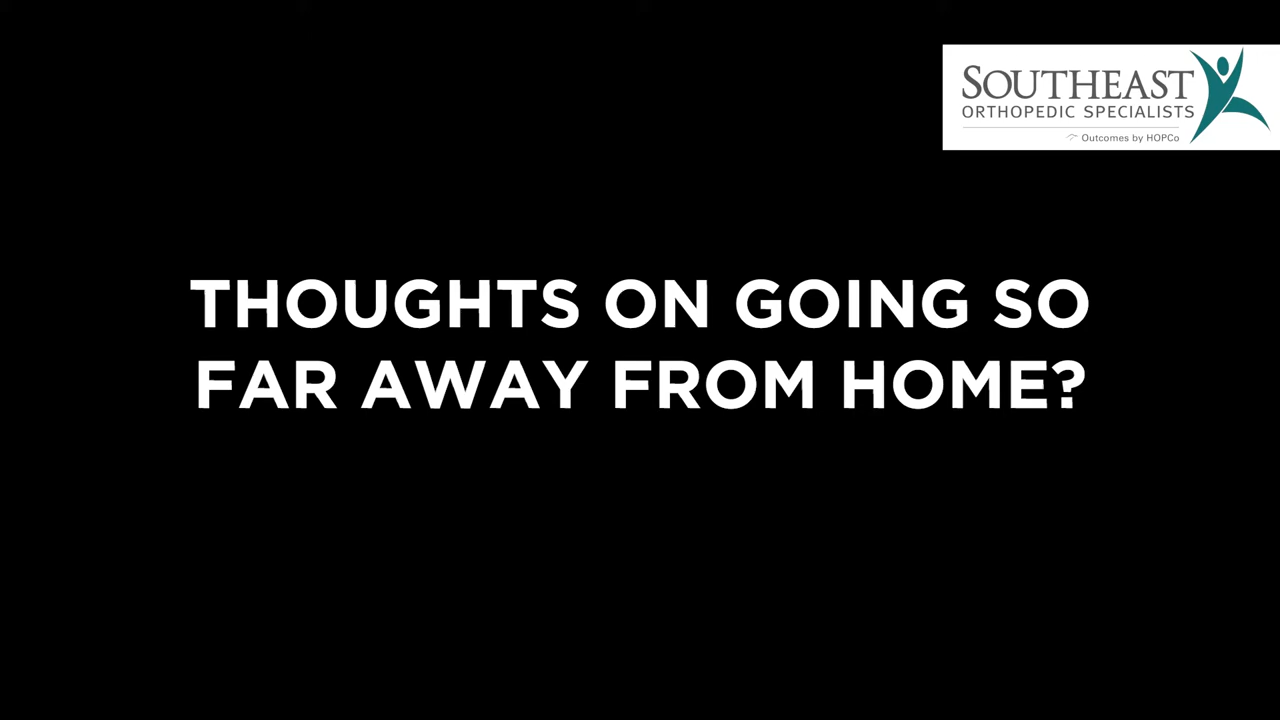 SOUTHEAST
ORTHOPEDIC SPECIALISTS
Outcomes by HOPCo
THOUGHTS ON GOING SO
FAR AWAY FROM HOME?